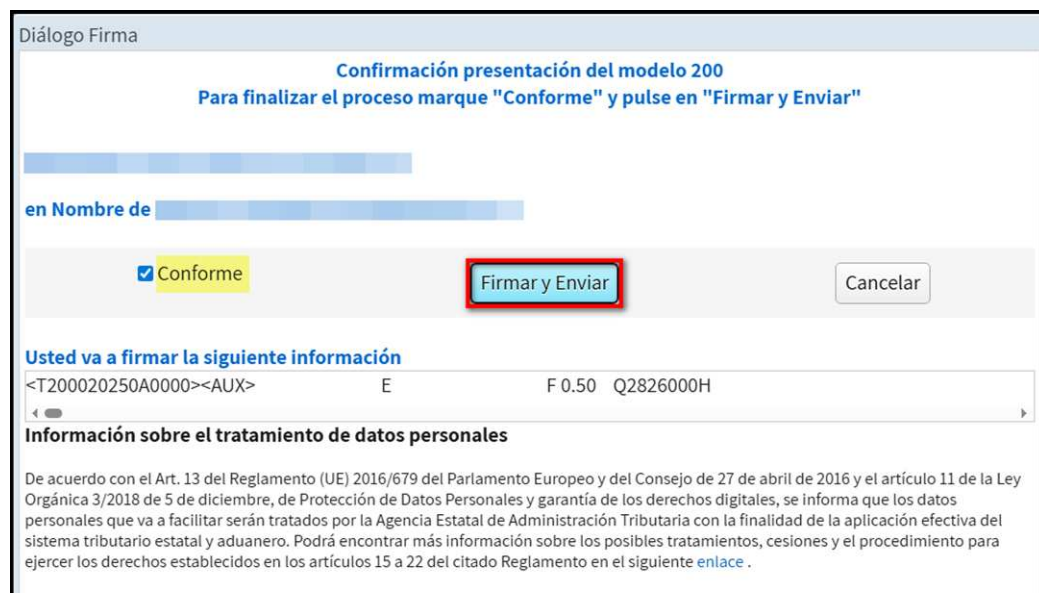 Diálogo Firma
Confirmación presentación del modelo 200
Para finalizar el proceso marque "Conforme" y pulse en "Firmar y Enviar"
en Nombre de
Conforme
Firmar y Enviar
Cancelar
Usted va a firmar la siguiente información
<T200020250A0000><AUX> E F 0.50 Q2826000H
Información sobre el tratamiento de datos personales
De acuerdo con el Art. 13 del Reglamento (UE) 2016/679 del Parlamento Europeo y del Consejo de 27 de abril de 2016 y el artículo 11 de la Ley
Orgánica 3/2018 de 5 de diciembre, de Protección de Datos Personales y garantía de los derechos digitales, se informa que los datos
personales que va a facilitar serán tratados por la Agencia Estatal de Administración Tributaria con la finalidad de la aplicación efectiva del
sistema tributario estatal y aduanero. Podrá encontrar más información sobre los posibles tratamientos, cesiones y el procedimiento para
ejercer los derechos establecidos en los artículos 15 a 22 del citado Reglamento en el siguiente enlace .